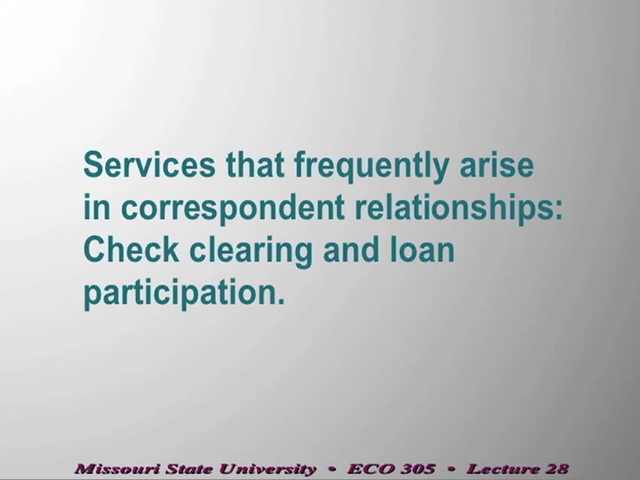 Services that frequently arise
in correspondent relationships:
Check clearing and loan
participation.
Missouri State University • ECO 305 • Lecture 28